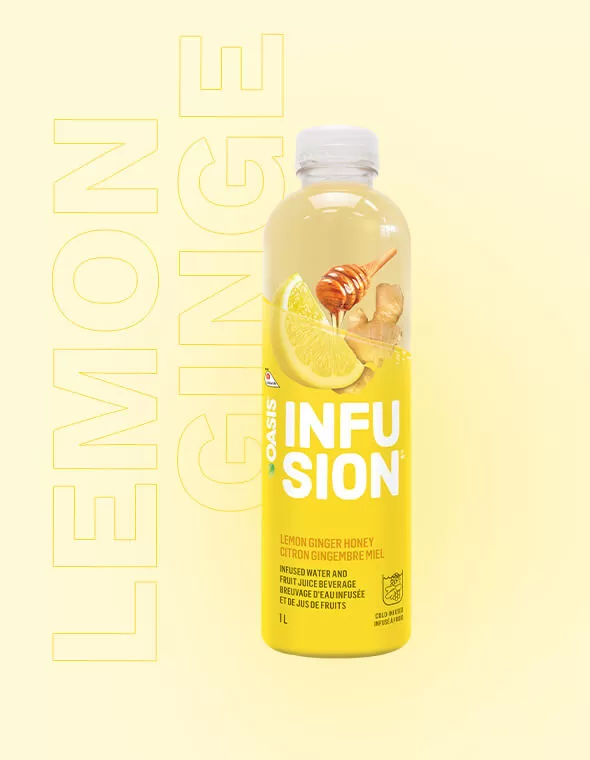 LEMON
GINGE
OASIS
INFU
SION
LEMON GINGER HONEY
CITRON GINGEMBRE MIEL
INFUSED WATER AND
FRUIT JUICE BEVERAGE
BREUVAGE D'EAU INFUSÉE
ET DE JUS DE FRUITS
1 L
COLD-INFUSED
INFUSÉ À FROID